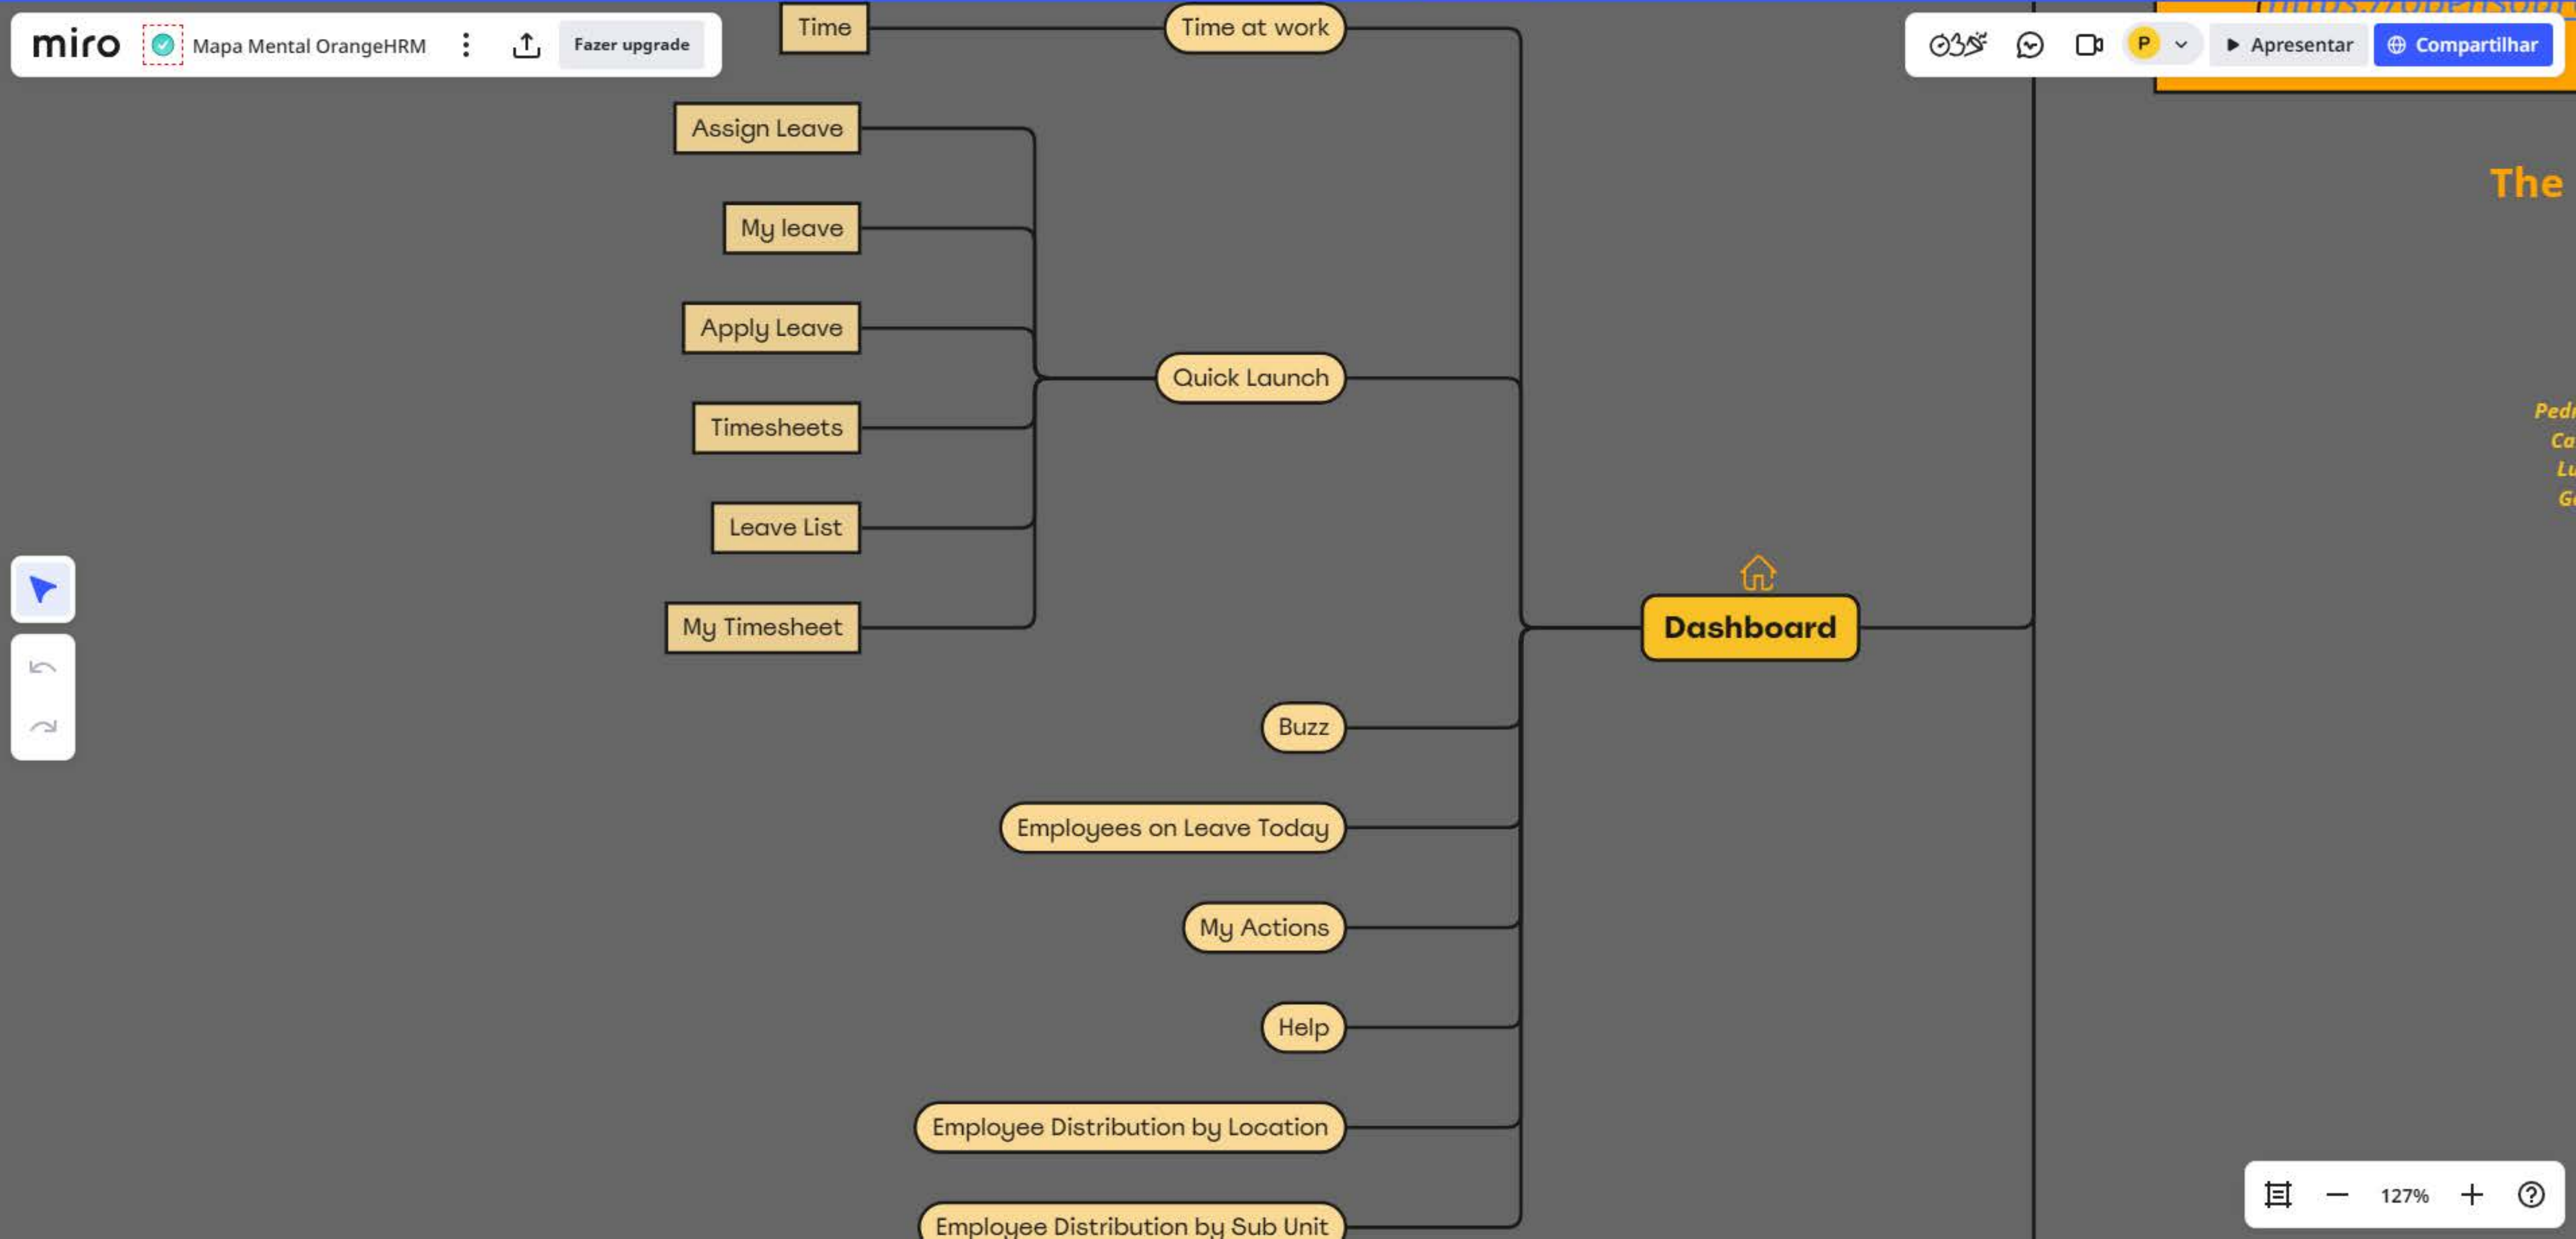 miro
Mapa Mental OrangeHRM
Fazer upgrade
P
Apresentar
Compartilhar
Time
Time at work
Assign Leave
My leave
Apply Leave
Timesheets
Leave List
My Timesheet
Quick Launch
Dashboard
Buzz
Employees on Leave Today
My Actions
Help
Employee Distribution by Location
Employee Distribution by Sub Unit
The
127%